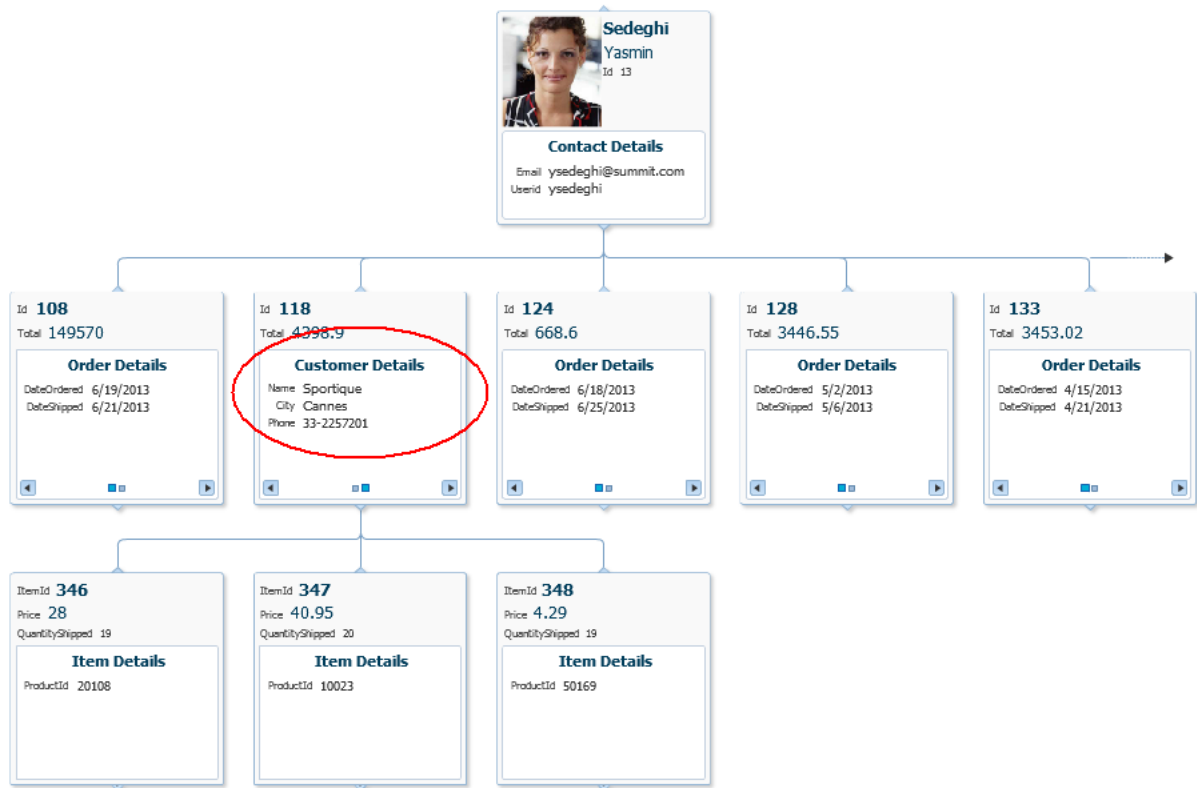 Sedeghi
Yasmin
Id 13
Contact Details
Email ysedeghi@summit.com
Userid ysedeghi
Id 108
Total 149570
Order Details
DateOrdered 6/19/2013
DateShipped 6/21/2013
Id 118
Total 4398.9
Customer Details
Name Sportique
City Cannes
Phone 33-2257201
Id 124
Total 668.6
Order Details
DateOrdered 6/18/2013
DateShipped 6/25/2013
Id 128
Total 3446.55
Order Details
DateOrdered 5/2/2013
DateShipped 5/6/2013
Id 133
Total 3453.02
Order Details
DateOrdered 4/15/2013
DateShipped 4/21/2013
ItemId 346
Price 28
QuantityShipped 19
Item Details
ProductId 20108
ItemId 347
Price 40.95
QuantityShipped 20
Item Details
ProductId 10023
ItemId 348
Price 4.29
QuantityShipped 19
Item Details
ProductId 50169